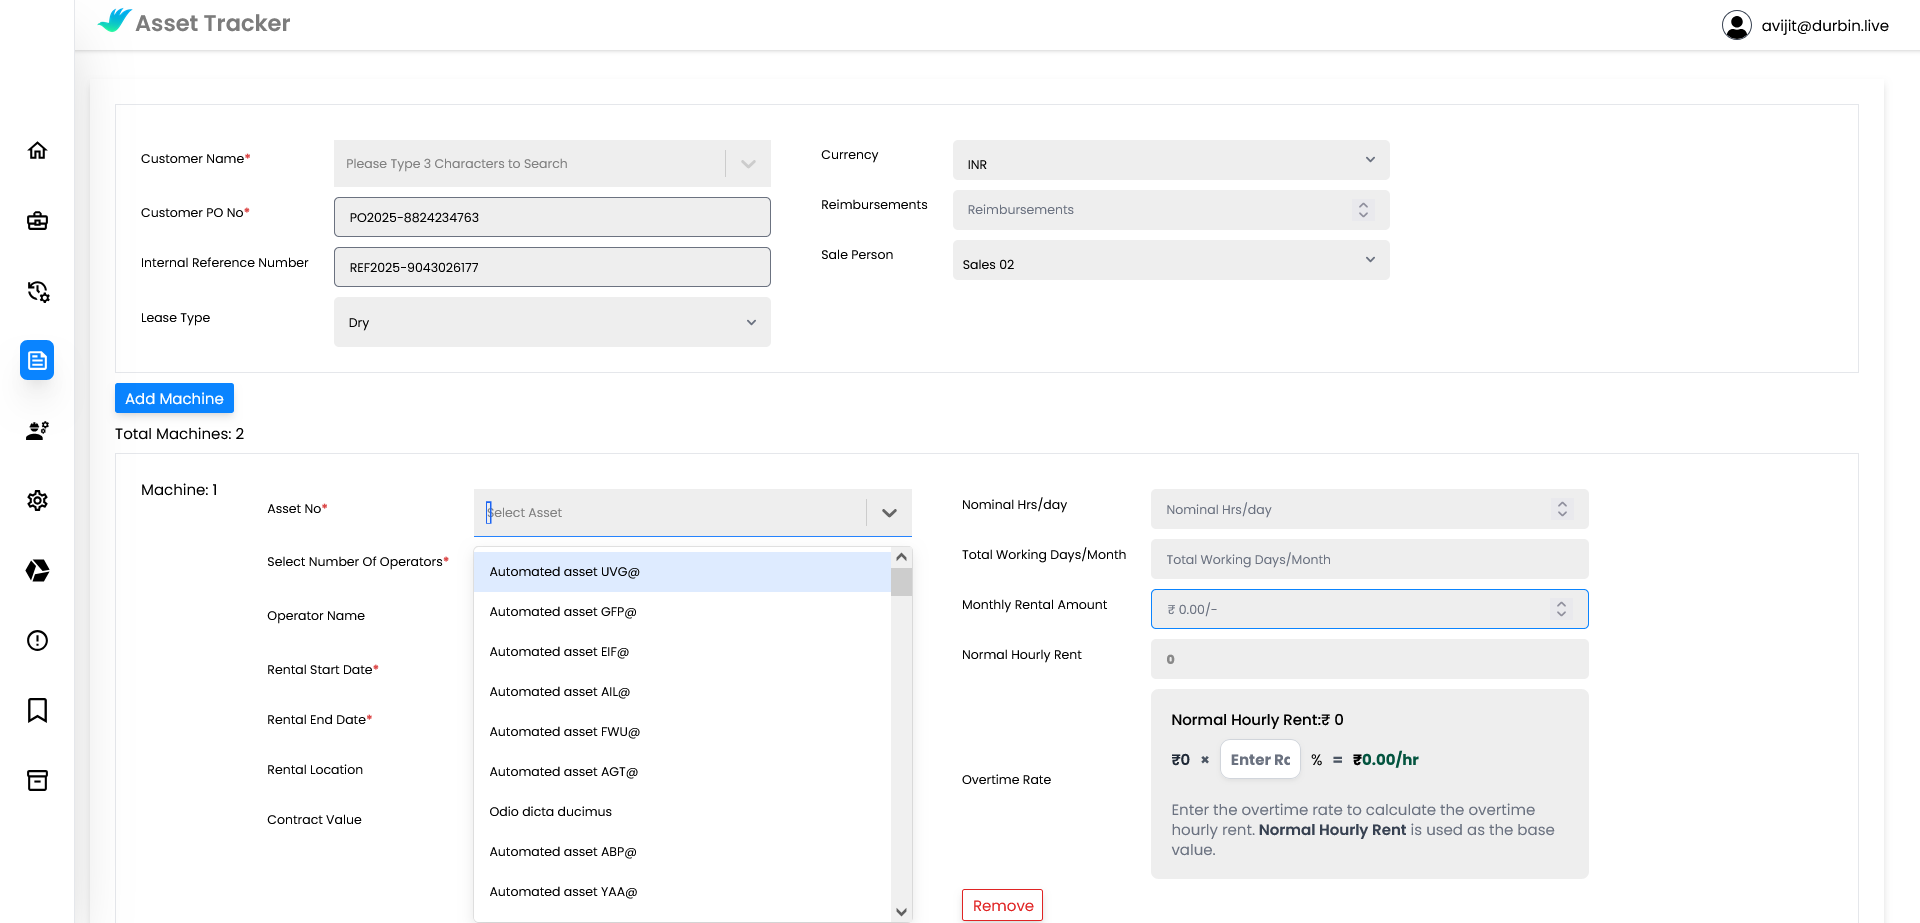 Asset Tracker
avijit@durbin.live
Customer Name*
Please Type 3 Characters to Search
Customer PO No*
PO2025-8824234763
Internal Reference Number
REF2025-9043026177
Lease Type
Dry
Currency
INR
Reimbursements
Reimbursements
Sale Person
Sales 02
Add Machine
Total Machines: 2
Machine: 1
Asset No*
Select Asset
Automated asset UVG@
Automated asset GFP@
Automated asset EIF@
Automated asset AIL@
Automated asset FWU@
Automated asset AGT@
Odio dicta ducimus
Automated asset ABP@
Automated asset YAA@
Select Number Of Operators*
Operator Name
Rental Start Date*
Rental End Date*
Rental Location
Contract Value
Nominal Hrs/day
Nominal Hrs/day
Total Working Days/Month
Total Working Days/Month
Monthly Rental Amount
₹ 0.00/-
Normal Hourly Rent
0
Overtime Rate
Normal Hourly Rent:₹ 0
₹0 × Enter Ra % = ₹0.00/hr
Enter the overtime rate to calculate the overtime
hourly rent. Normal Hourly Rent is used as the base
value.
Remove